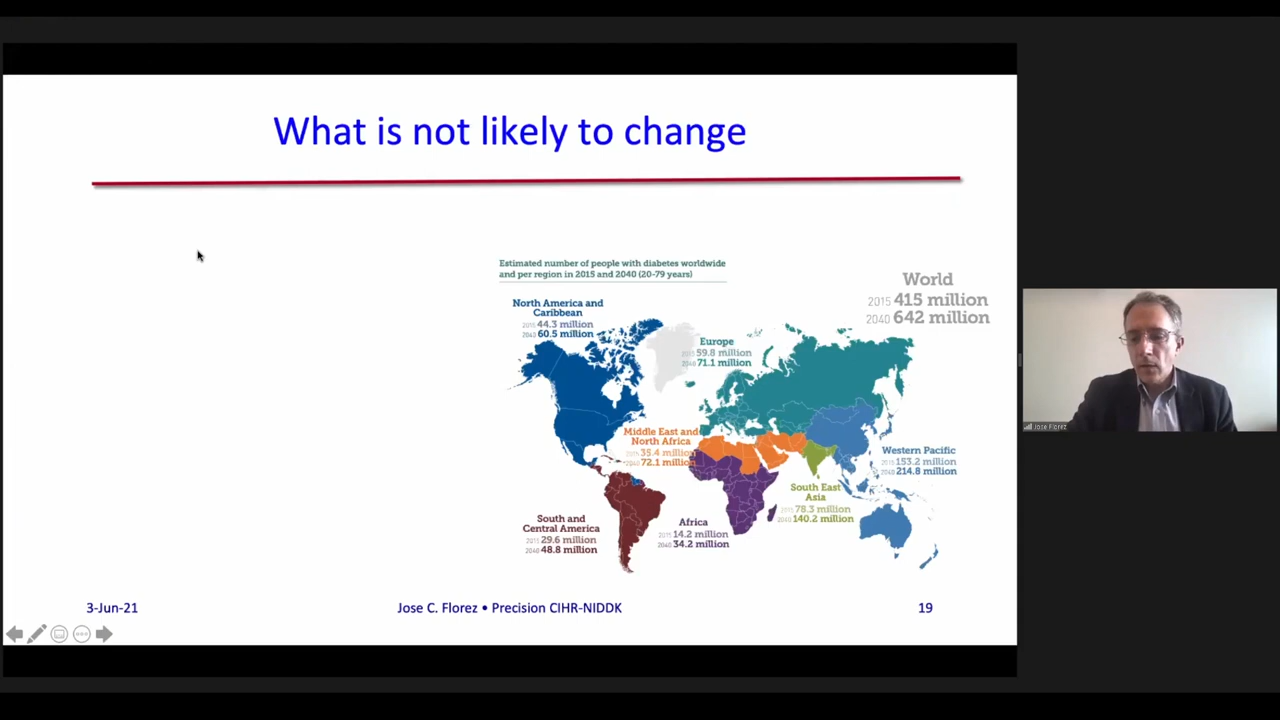 What is not likely to change
Estimated number of people with diabetes worldwide
and per region in 2015 and 2040 (20-79 years)
World
2015 415 million
2040 642 million
North America and
Caribbean
2015 44.3 million
2040 60.5 million
Europe
2015 59.8 million
2040 71.1 million
Middle East and
North Africa
2015 35.4 million
2040 72.1 million
Western Pacific
2015 153.2 million
2040 214.8 million
South East
Asia
2015 78.3 million
2040 140.2 million
South and
Central America
2015 29.6 million
2040 48.8 million
Africa
2015 14.2 million
2040 34.2 million
3-Jun-21
Jose C. Florez • Precision CIHR-NIDDK
19
Jose Florez